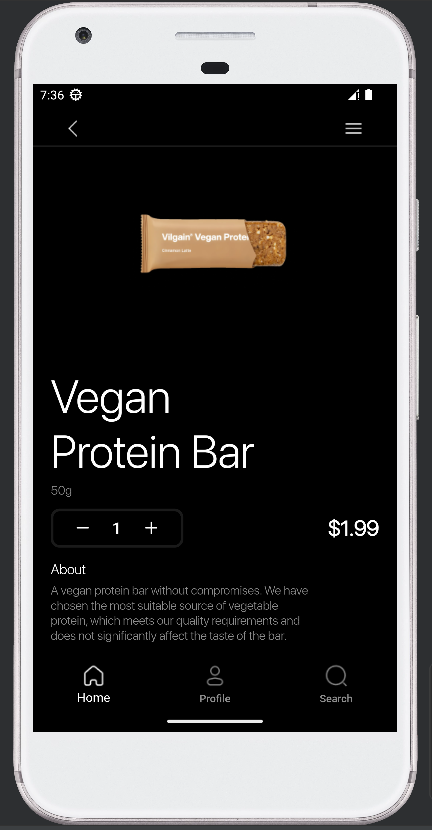 7:36
Vilgain® Vegan Protei
Vegan
Protein Bar
50g
1
$1.99
About
A vegan protein bar without compromises. We have
chosen the most suitable source of vegetable
protein, which meets our quality requirements and
does not significantly affect the taste of the bar.
Home
Profile
Search